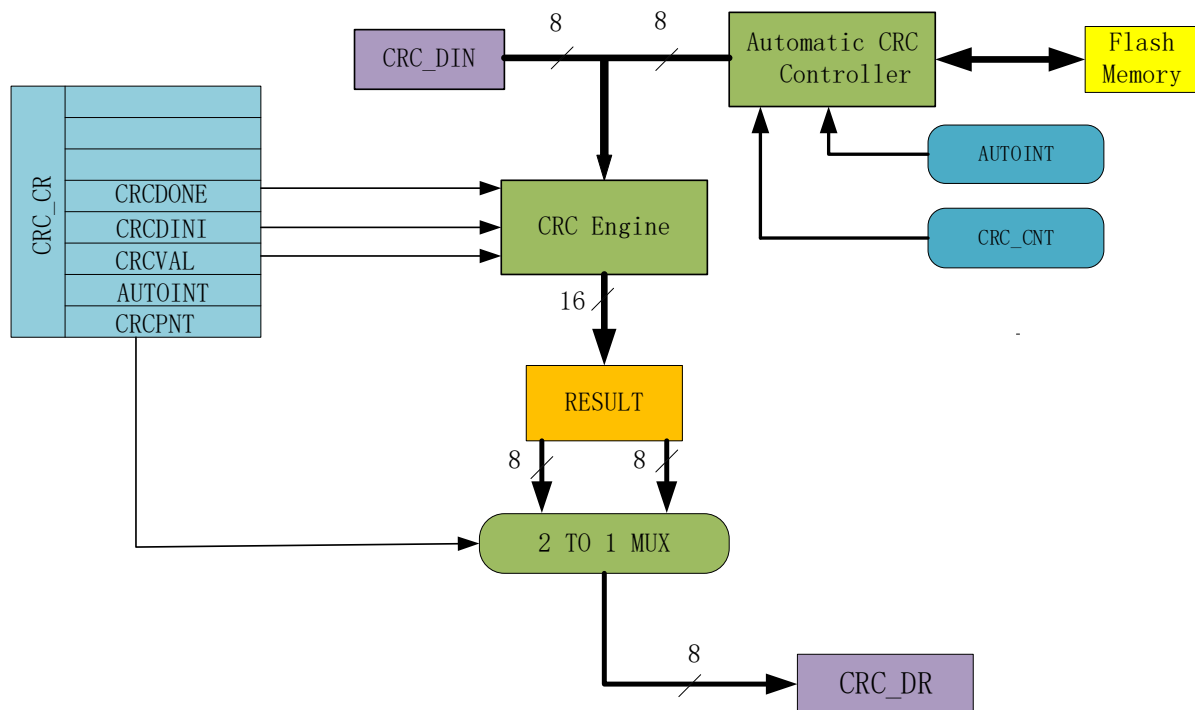 8
8
CRC_DIN
Automatic CRC
Controller
Flash
Memory
AUTOINT
CRC_CR
CRCDONE
CRCDINI
CRCVAL
AUTOINT
CRCPNT
CRC Engine
CRC_CNT
16
RESULT
8
8
2 TO 1 MUX
8
CRC_DR